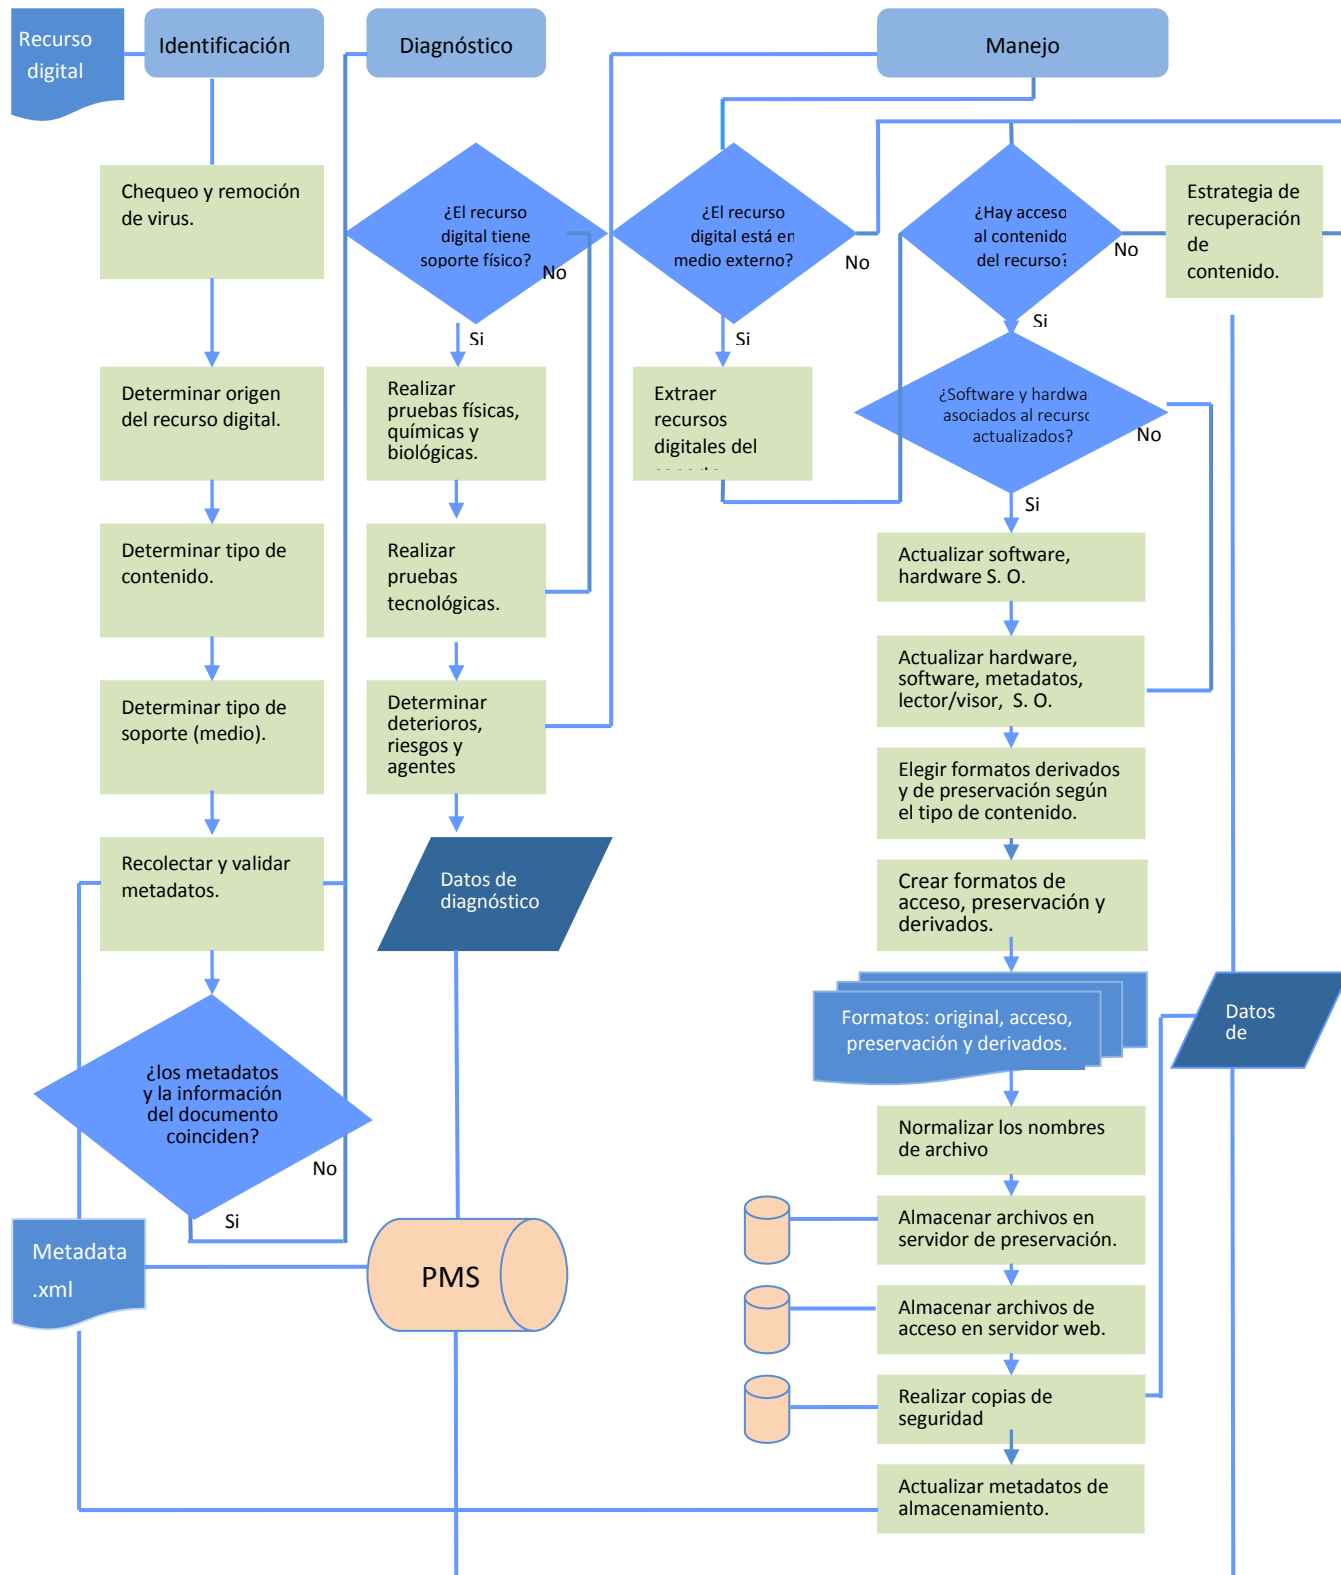 Recurso
digital
Identificación
Diagnóstico
Manejo
Chequeo y remoción
de virus.
Determinar origen
del recurso digital.
Determinar tipo de
contenido.
Determinar tipo de
soporte (medio).
Recolectar y validar
metadatos.
¿los metadatos
y la información
del documento
coinciden?
No
Si
Metadata
.xml
¿El recurso
digital tiene
soporte físico?
No
Si
Realizar
pruebas físicas,
químicas y
biológicas.
Realizar
pruebas
tecnológicas.
Determinar
deterioros,
riesgos y
agentes
Datos de
diagnóstico
PMS
¿El recurso
digital está en
medio externo?
No
Si
Extraer
recursos
digitales del
¿Hay acceso
al contenido
del recurso?
No
Si
Estrategia de
recuperación
de
contenido.
¿Software y hardwa
asociados al recurso
actualizados?
No
Si
Actualizar software,
hardware S. O.
Actualizar hardware,
software, metadatos,
lector/visor, S. O.
Elegir formatos derivados
y de preservación según
el tipo de contenido.
Crear formatos de
acceso, preservación y
derivados.
Formatos: original, acceso,
preservación y derivados.
Datos
de
Normalizar los nombres
de archivo
Almacenar archivos en
servidor de preservación.
Almacenar archivos de
acceso en servidor web.
Realizar copias de
seguridad
Actualizar metadatos de
almacenamiento.